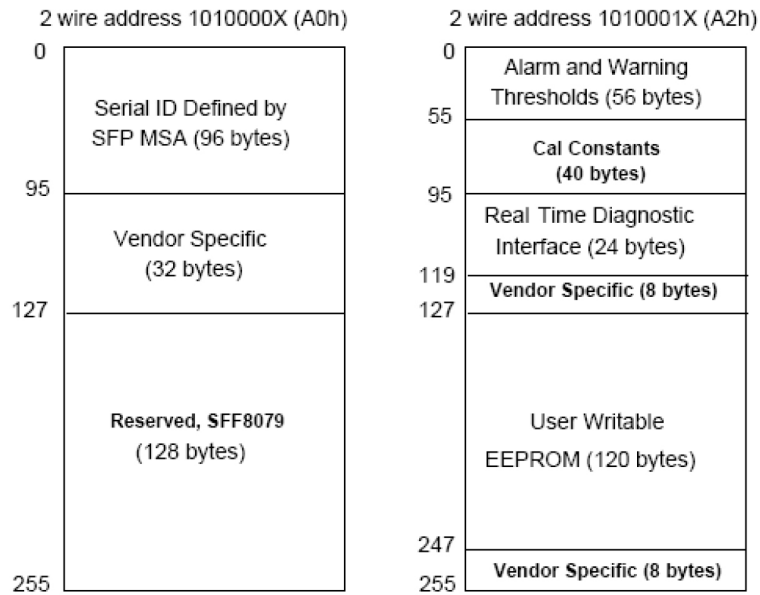 2 wire address 1010000X (A0h)
0
Serial ID Defined by
SFP MSA (96 bytes)
95
Vendor Specific
(32 bytes)
127
Reserved, SFF8079
(128 bytes)
255
2 wire address 1010001X (A2h)
0
Alarm and Warning
Thresholds (56 bytes)
55
Cal Constants
(40 bytes)
95
Real Time Diagnostic
Interface (24 bytes)
119
Vendor Specific (8 bytes)
127
User Writable
EEPROM (120 bytes)
247
Vendor Specific (8 bytes)
255